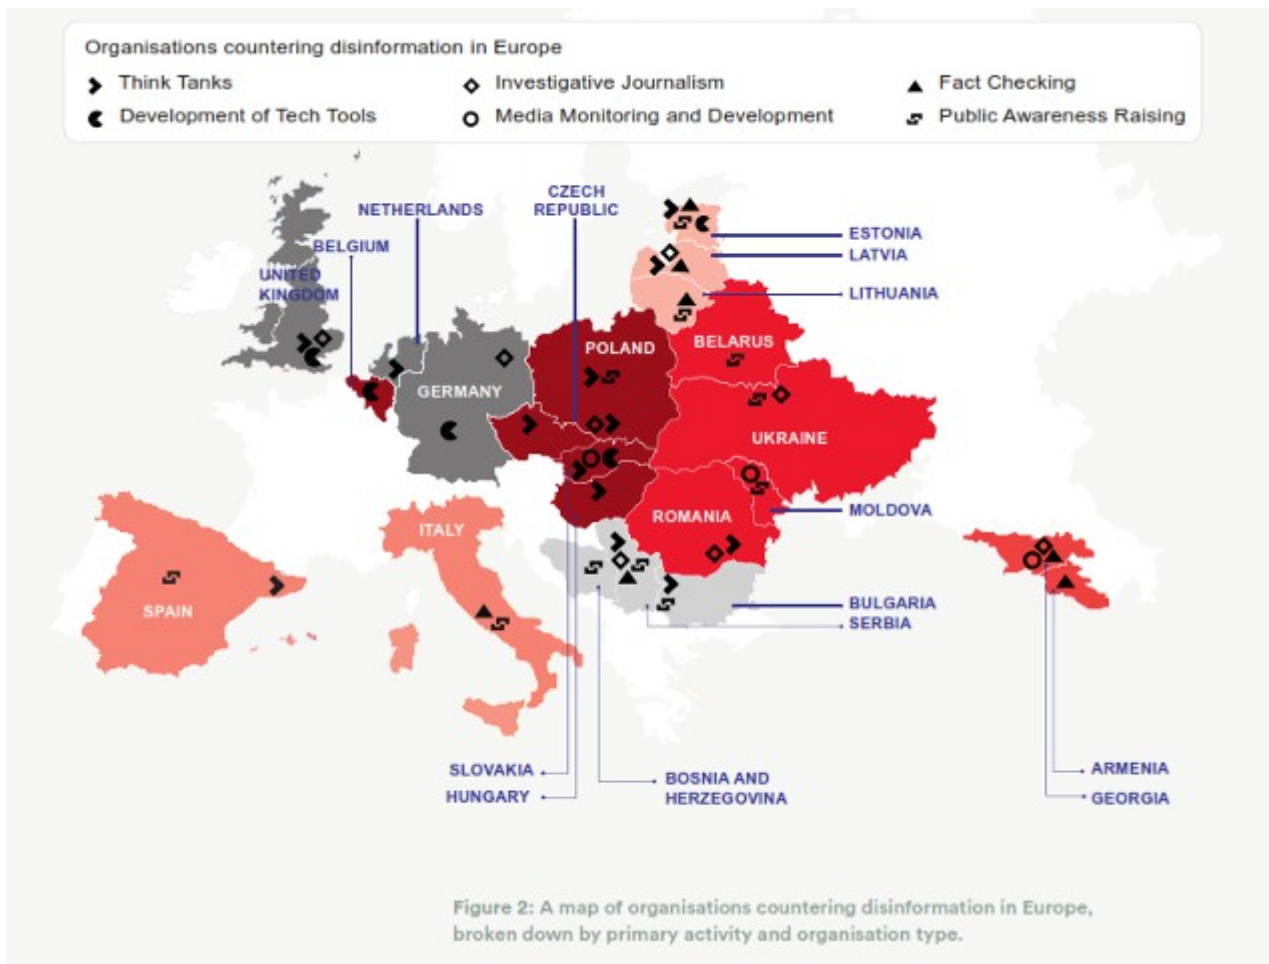 Organisations countering disinformation in Europe
Think Tanks
Investigative Journalism
Fact Checking
Development of Tech Tools
Media Monitoring and Development
Public Awareness Raising
CZECH
REPUBLIC
NETHERLANDS
BELGIUM
UNITED
KINGDOM
ESTONIA
LATVIA
LITHUANIA
POLAND
BELARUS
GERMANY
UKRAINE
ITALY
ROMANIA
MOLDOVA
SPAIN
BULGARIA
SERBIA
SLOVAKIA
HUNGARY
BOSNIA AND
HERZEGOVINA
ARMENIA
GEORGIA
Figure 2: A map of organisations countering disinformation in Europe,
broken down by primary activity and organisation type.